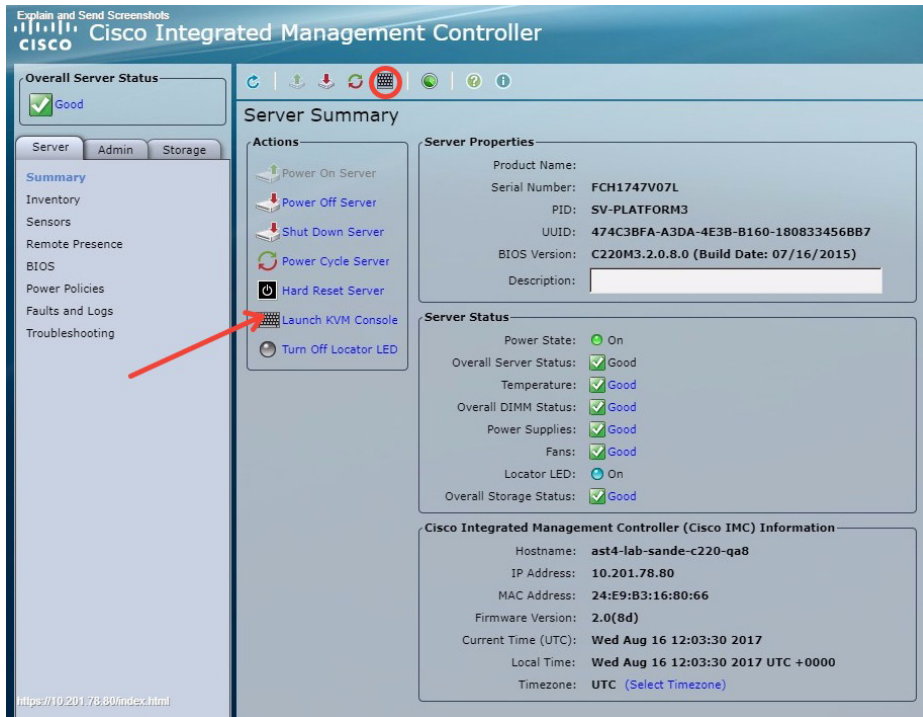 Explain and Send Screenshots
CISCO Cisco Integrated Management Controller
Overall Server Status
Good
Server Admin Storage
Summary
Inventory
Sensors
Remote Presence
BIOS
Power Policies
Faults and Logs
Troubleshooting
Server Summary
Actions
Power On Server
Power Off Server
Shut Down Server
Power Cycle Server
Hard Reset Server
Launch KVM Console
Turn Off Locator LED
Server Properties
Product Name:
Serial Number: FCH1747V07L
PID: SV-PLATFORM3
UUID: 474C3BFA-A3DA-4E3B-B160-180833456BB7
BIOS Version: C220M3.2.0.8.0 (Build Date: 07/16/2015)
Description:
Server Status
Power State: On
Overall Server Status: Good
Temperature: Good
Overall DIMM Status: Good
Power Supplies: Good
Fans: Good
Locator LED: On
Overall Storage Status: Good
Cisco Integrated Management Controller (Cisco IMC) Information
Hostname: ast4-lab-sande-c220-qa8
IP Address: 10.201.78.80
MAC Address: 24:E9:B3:16:80:66
Firmware Version: 2.0(8d)
Current Time (UTC): Wed Aug 16 12:03:30 2017
Local Time: Wed Aug 16 12:03:30 2017 UTC +0000
Timezone: UTC (Select Timezone)
https://10.201.78.80/index.html